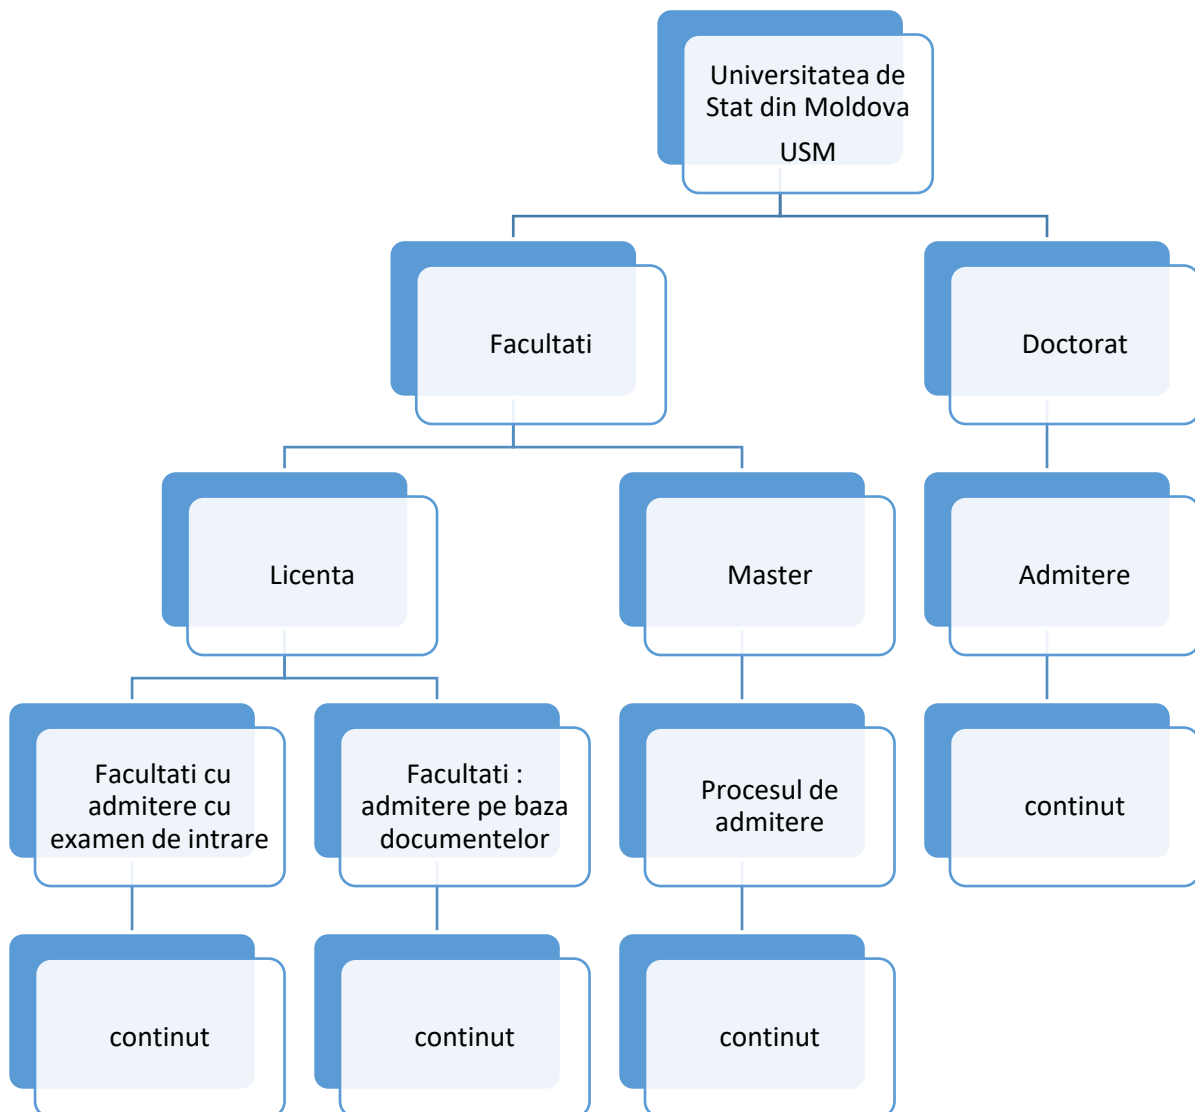 Universitatea de
Stat din Moldova
USM
Facultati
Doctorat
Licenta
Master
Admitere
Facultati cu
admitere cu
examen de intrare
Facultati :
admitere pe baza
documentelor
Procesul de
admitere
continut
continut
continut
continut